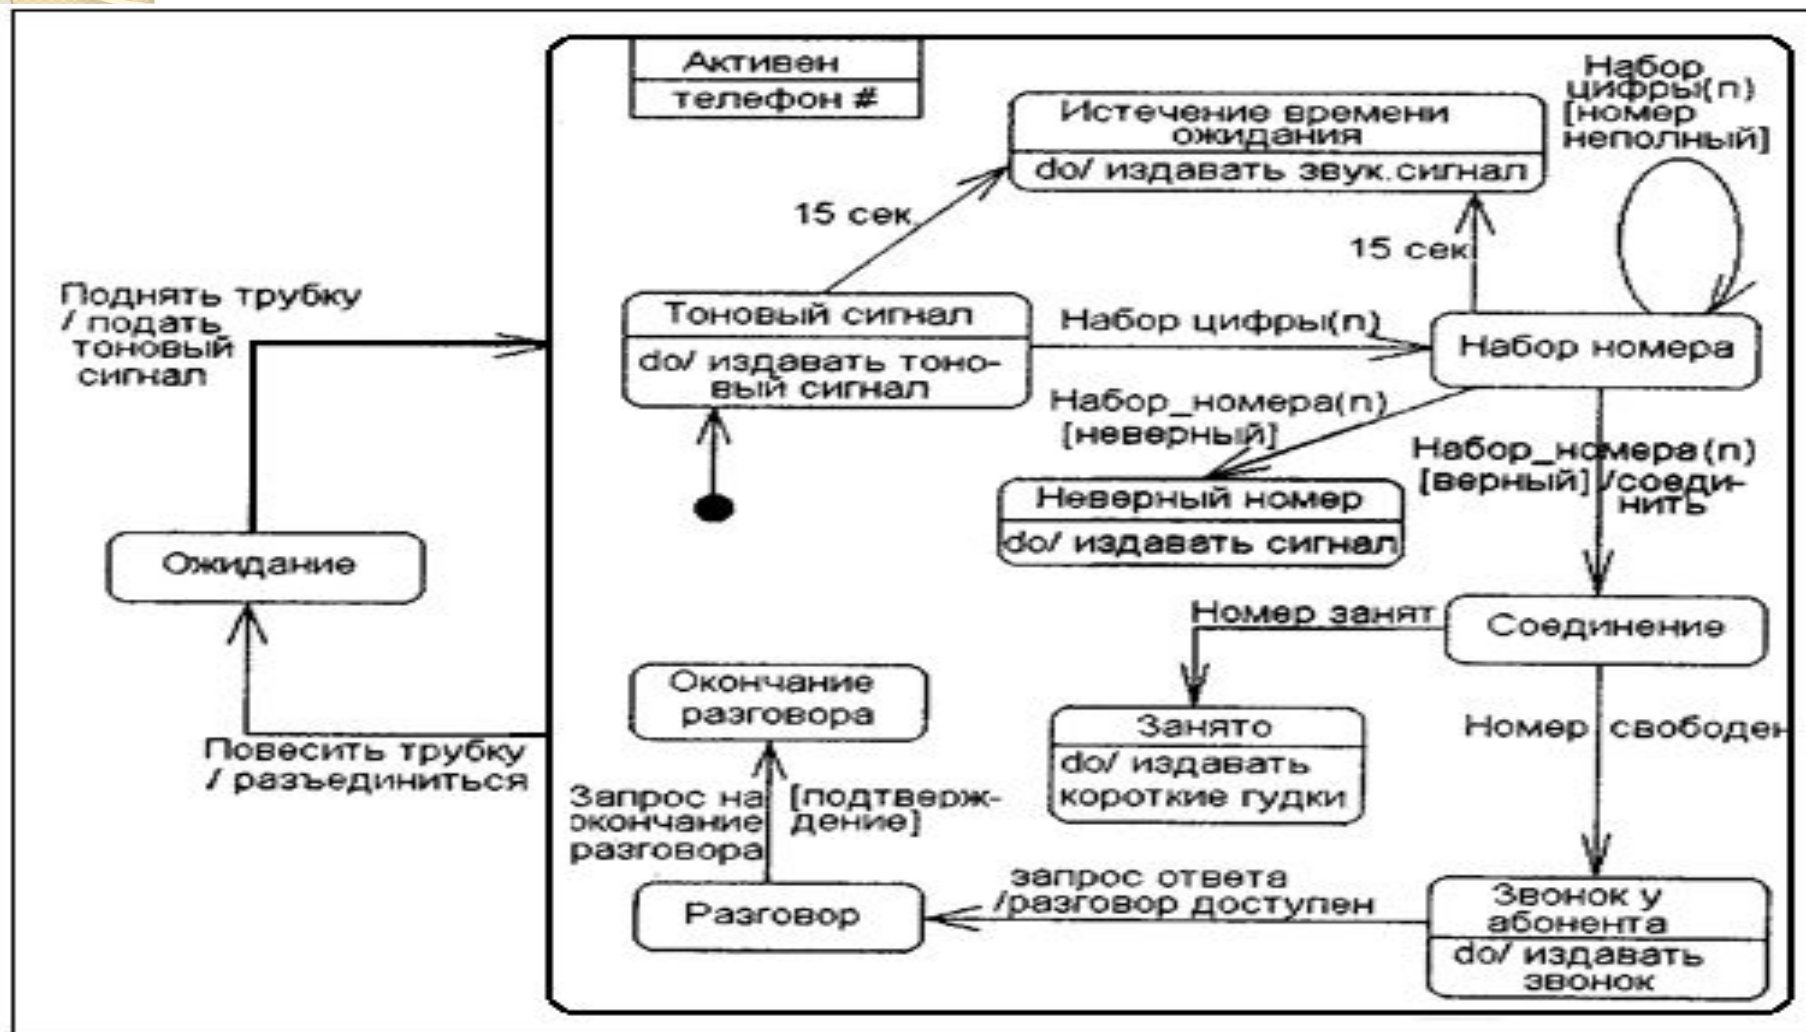 Активен
телефон #
Набор
цифры(n)
[номер
неполный]
Истечение времени
ожидания
do/ издавать звук.сигнал
15 сек.
15 сек
Поднять трубку
/ подать
тоновый
сигнал
Тоновый сигнал
do/ издавать тоно-
вый сигнал
Набор цифры(n)
Набор номера
Набор_номера(n)
[неверный]
Набор_номера(n)
[верный] /соеди-
нить
Неверный номер
do/ издавать сигнал
Ожидание
Номер занят
Соединение
Окончание
разговора
Занято
do/ издавать
короткие гудки
Номер свободен
Повесить трубку
/ разъединиться
Запрос на
окончание
разговора
[подтверж-
дение]
запрос ответа
/разговор доступен
Разговор
Звонок у
абонента
do/ издавать
звонок